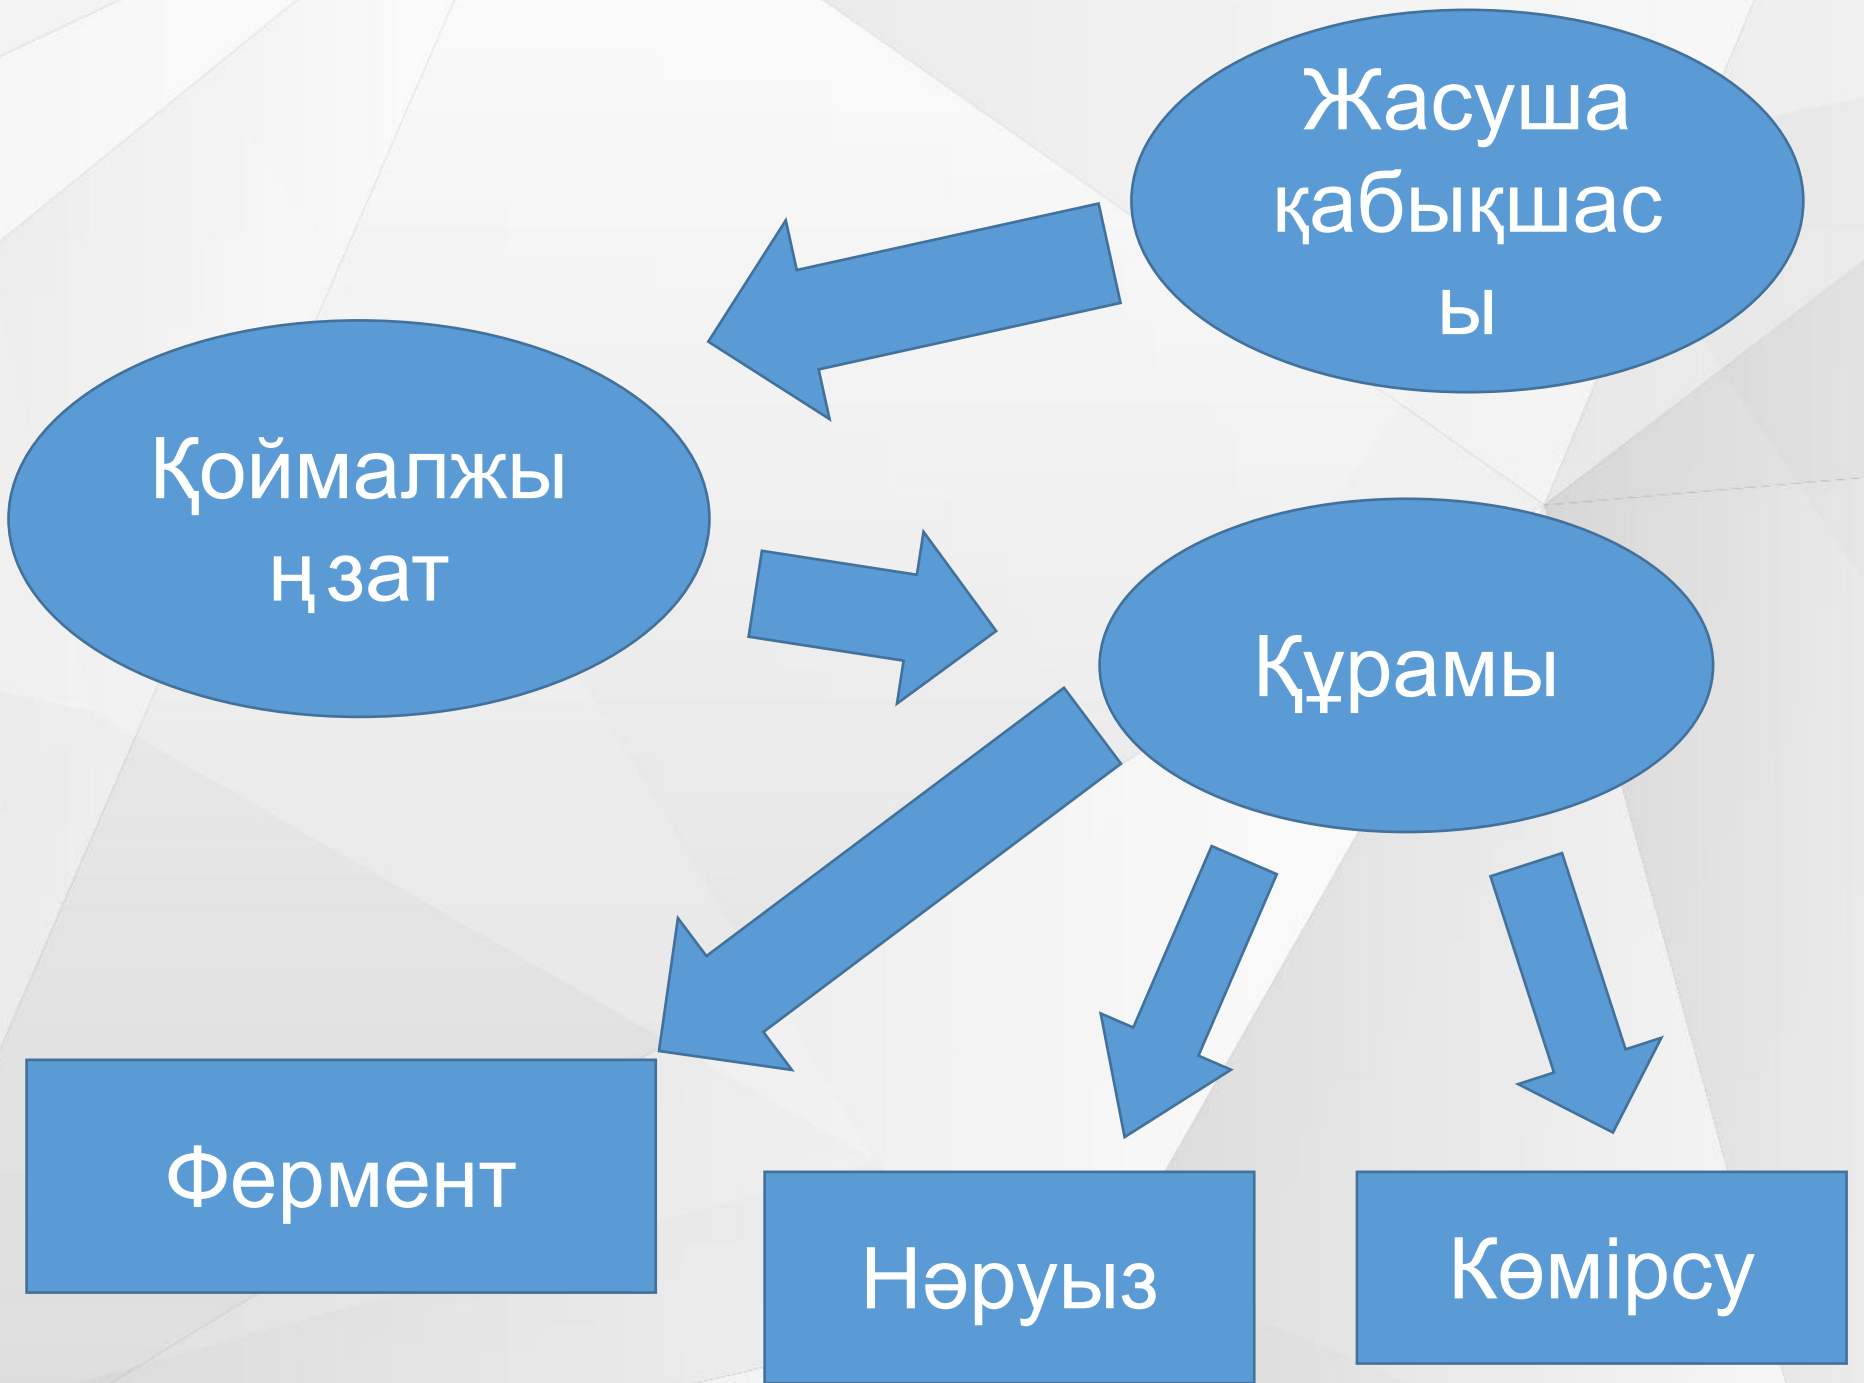 Жасуша
қабықшас
ы
Қоймалжы
ң зат
Құрамы
Фермент
Нәруыз
Көмірсу